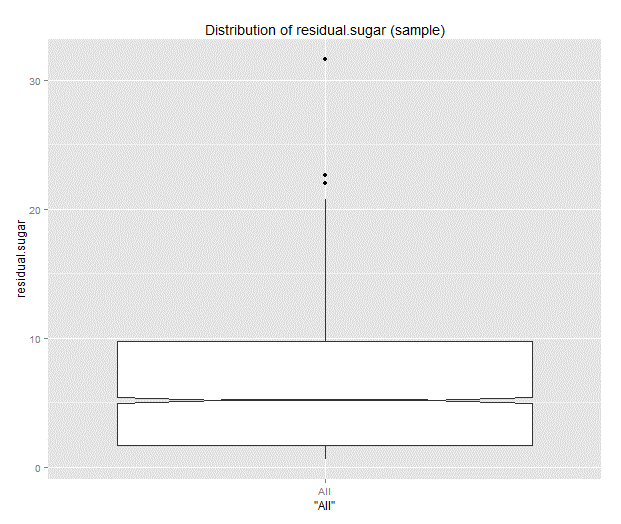 Distribution of residual.sugar (sample)
30
20
10
0
residual.sugar
All
"All"